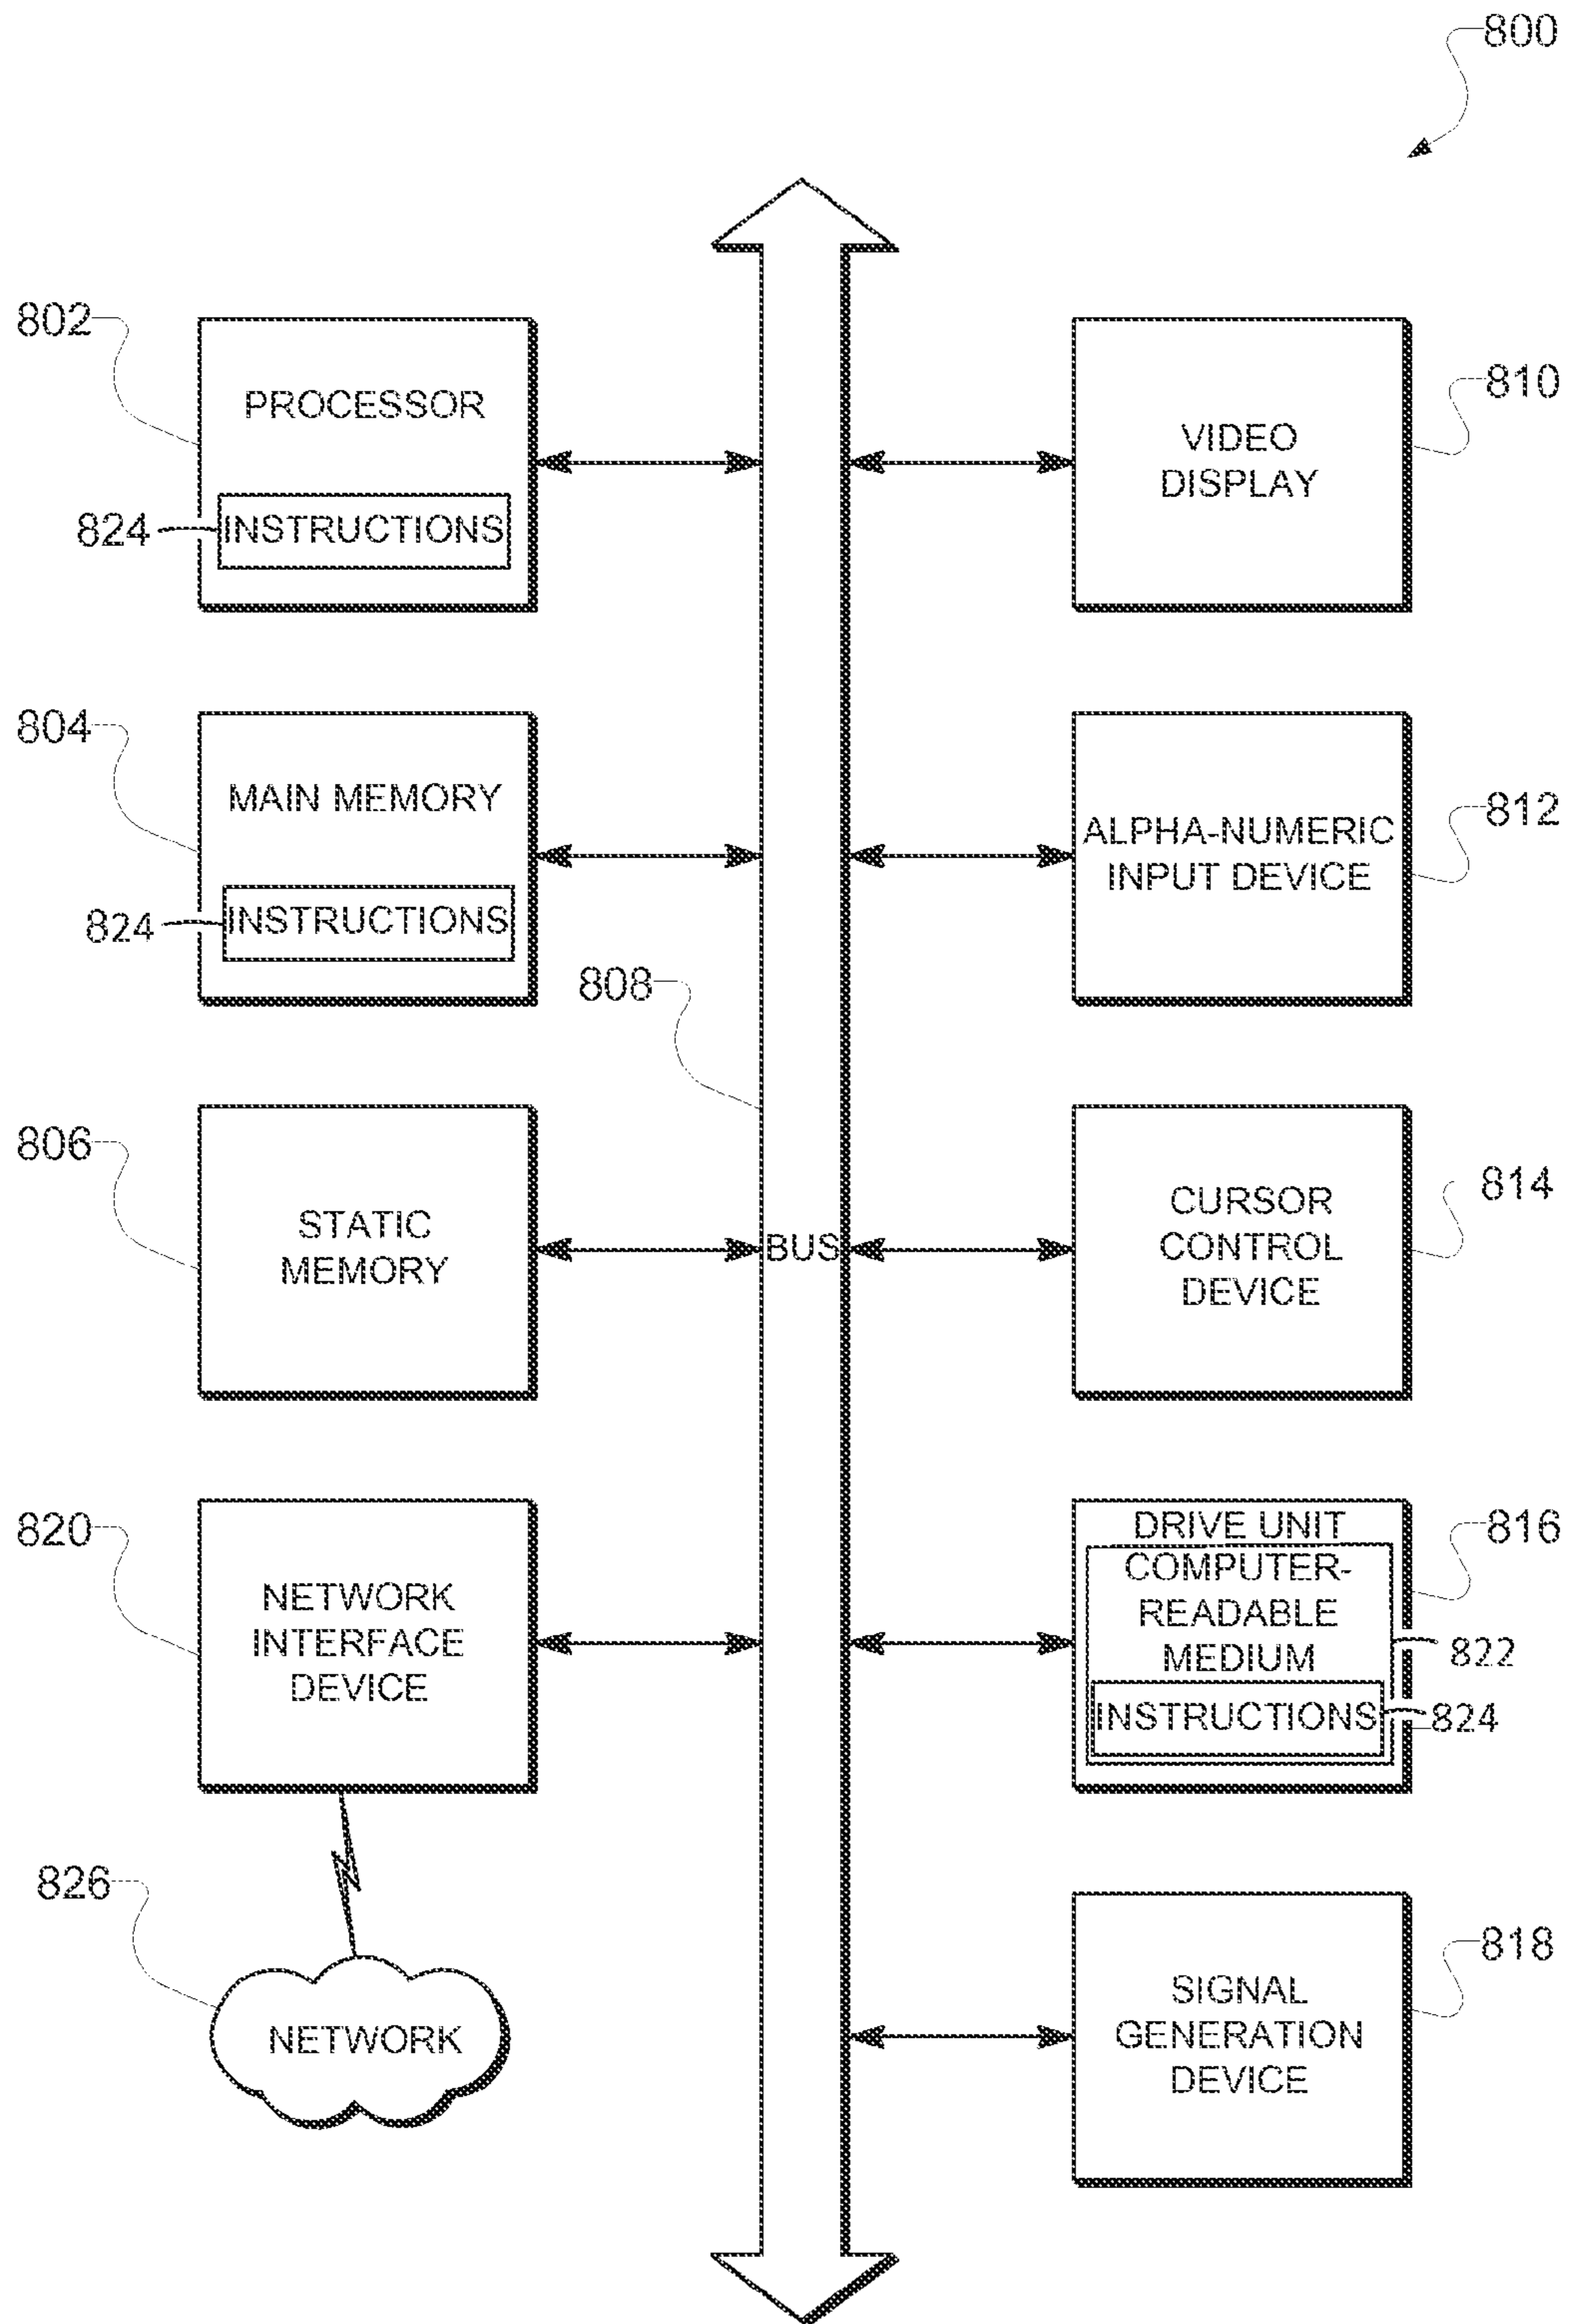 800
802
PROCESSOR
824
INSTRUCTIONS
810
VIDEO
DISPLAY
804
MAIN MEMORY
824
INSTRUCTIONS
812
ALPHA-NUMERIC
INPUT DEVICE
808
806
STATIC
MEMORY
BUS
814
CURSOR
CONTROL
DEVICE
820
NETWORK
INTERFACE
DEVICE
816
DRIVE UNIT
COMPUTER-
READABLE
MEDIUM
822
INSTRUCTIONS
824
826
NETWORK
818
SIGNAL
GENERATION
DEVICE